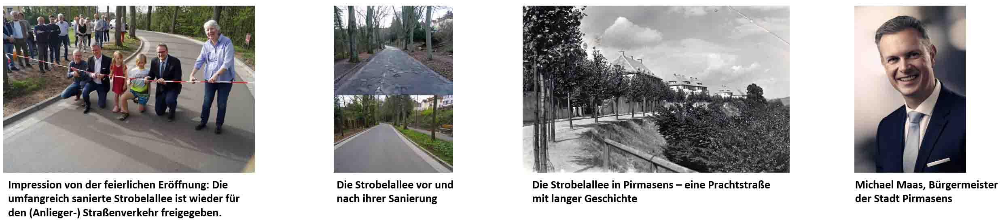 Impression von der feierlichen Eröffnung: Die
umfangreich sanierte Strobelallee ist wieder für
den (Anlieger-) Straßenverkehr freigegeben.
Die Strobelallee vor und
nach ihrer Sanierung
Die Strobelallee in Pirmasens – eine Prachtstraße
mit langer Geschichte
Michael Maas, Bürgermeister
der Stadt Pirmasens